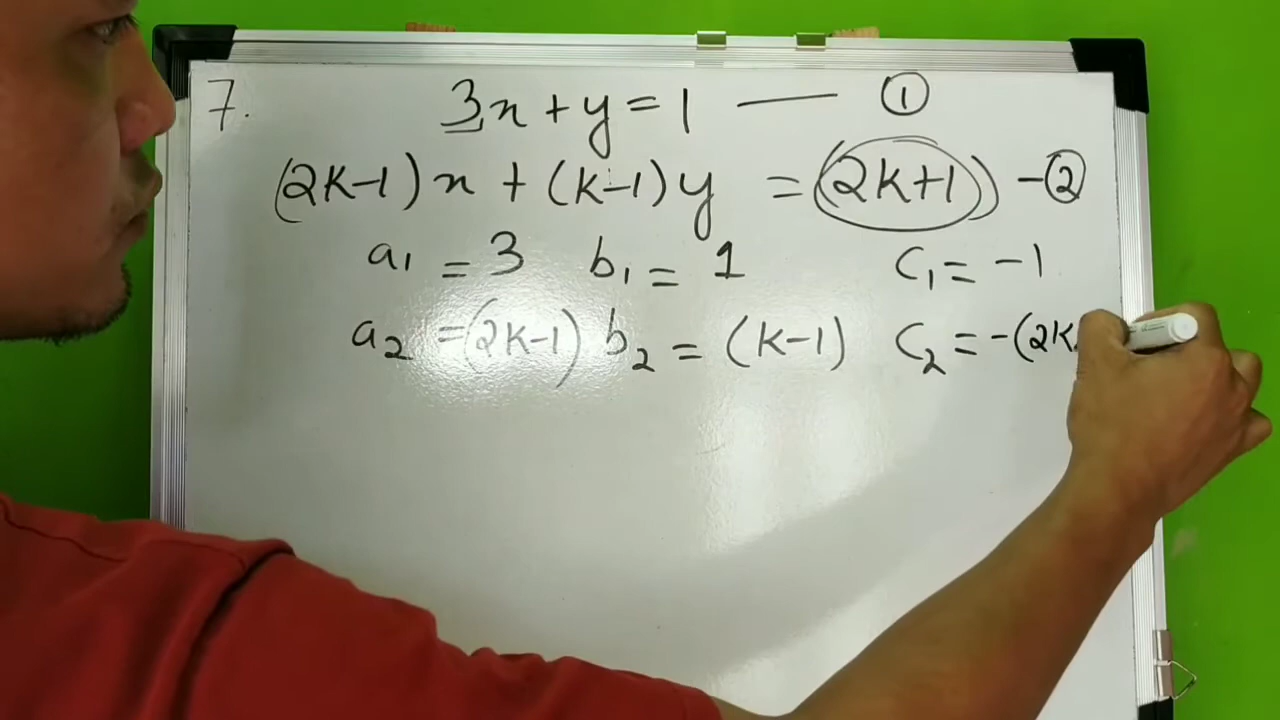 7. 3x + y = 1 —— ①
(2k-1)x + (k-1)y = (2k+1) - ②
a₁ = 3 b₁ = 1 c₁ = -1
a₂ = (2k-1) b₂ = (k-1) c₂ = -(2k